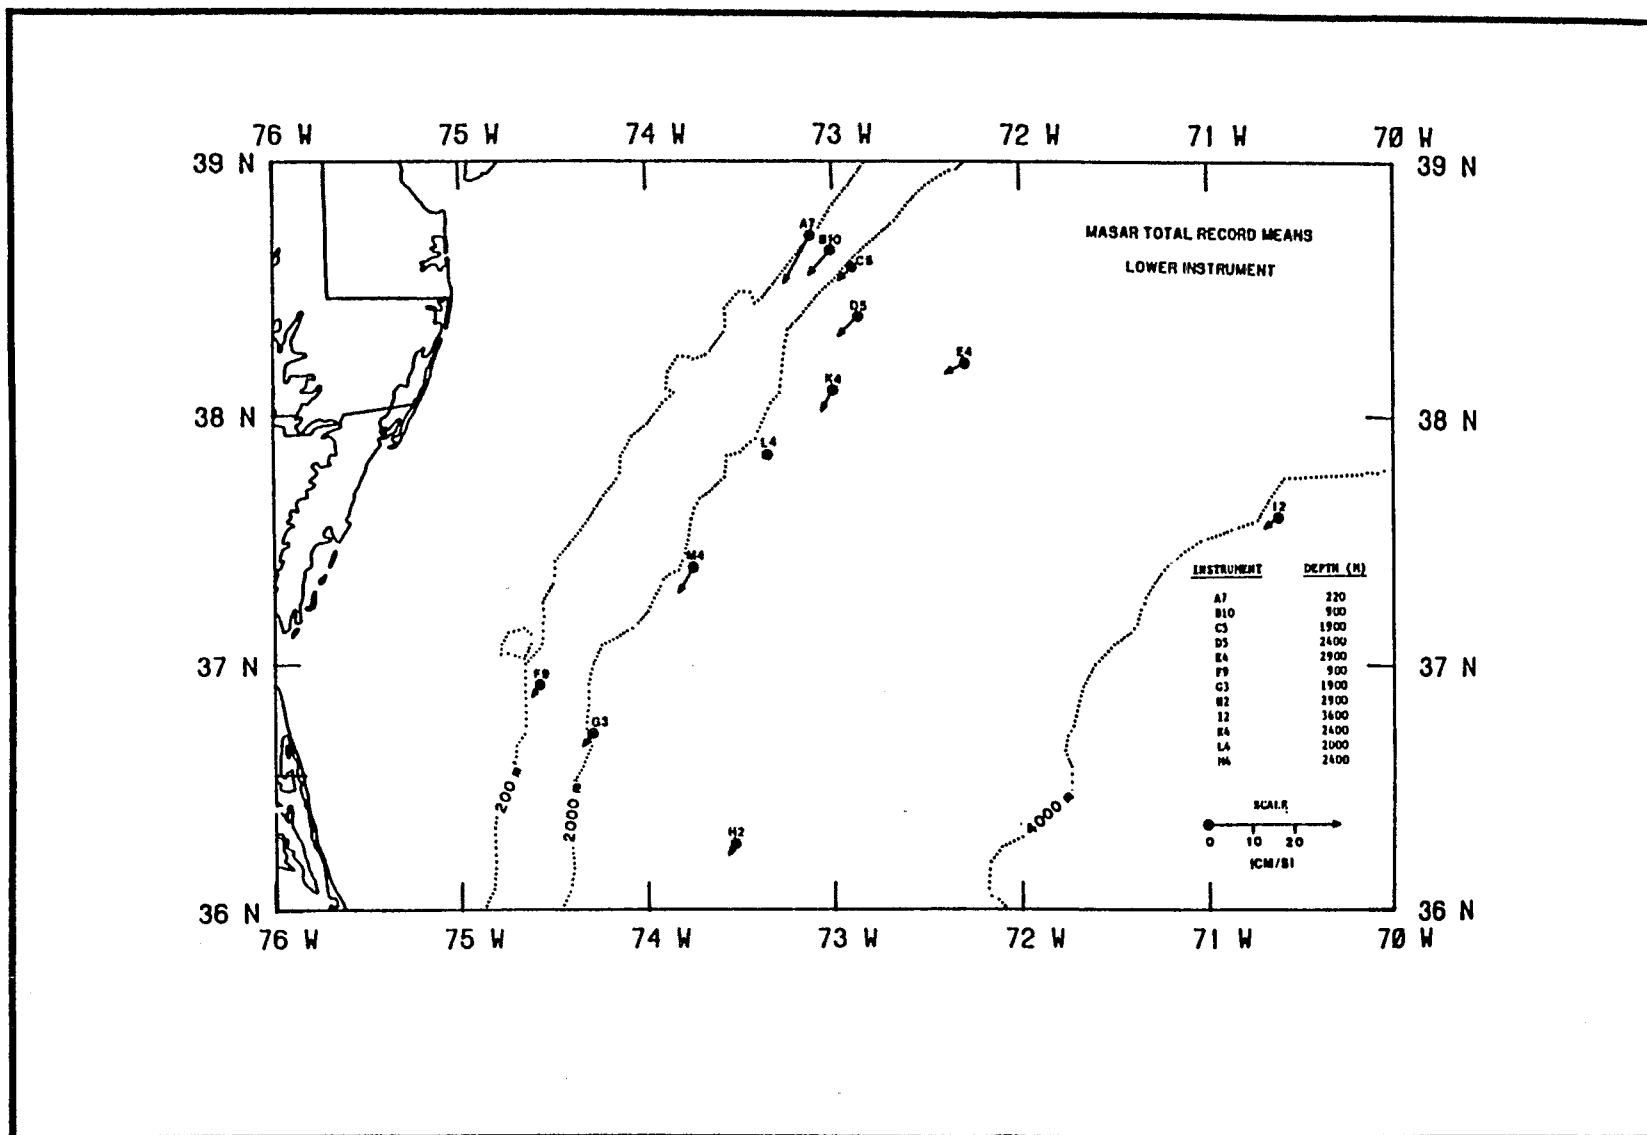 76 W 75 W 74 W 73 W 72 W 71 W 70 W
39 N 39 N
A7
B10
MASAR TOTAL RECORD MEANS
C5
LOWER INSTRUMENT
D5
E4
K4
38 N 38 N
L4
I2
M4
INSTRUMENT DEPTH (M)
A7 220
B10 900
C5 1900
D5 2400
E4 2900
F9 900
G3 1900
H2 2900
I2 3600
K4 2400
L4 2000
M4 2400
37 N 37 N
F9
G3
200 m
2000 m
4000 m
SCALE
0 10 20
(CM/S)
H2
36 N 36 N
76 W 75 W 74 W 73 W 72 W 71 W 70 W